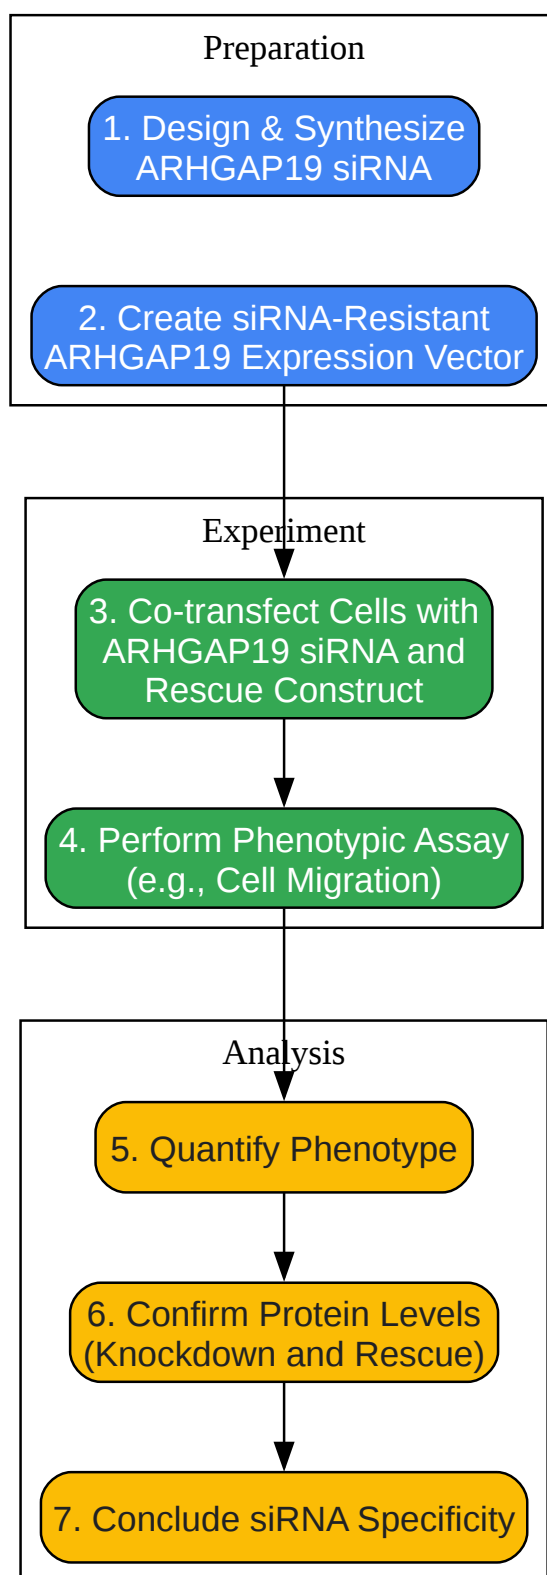 Preparation
1. Design & Synthesize
ARHGAP19 siRNA
2. Create siRNA-Resistant
ARHGAP19 Expression Vector
Experiment
3. Co-transfect Cells with
ARHGAP19 siRNA and
Rescue Construct
4. Perform Phenotypic Assay
(e.g., Cell Migration)
Analysis
5. Quantify Phenotype
6. Confirm Protein Levels
(Knockdown and Rescue)
7. Conclude siRNA Specificity